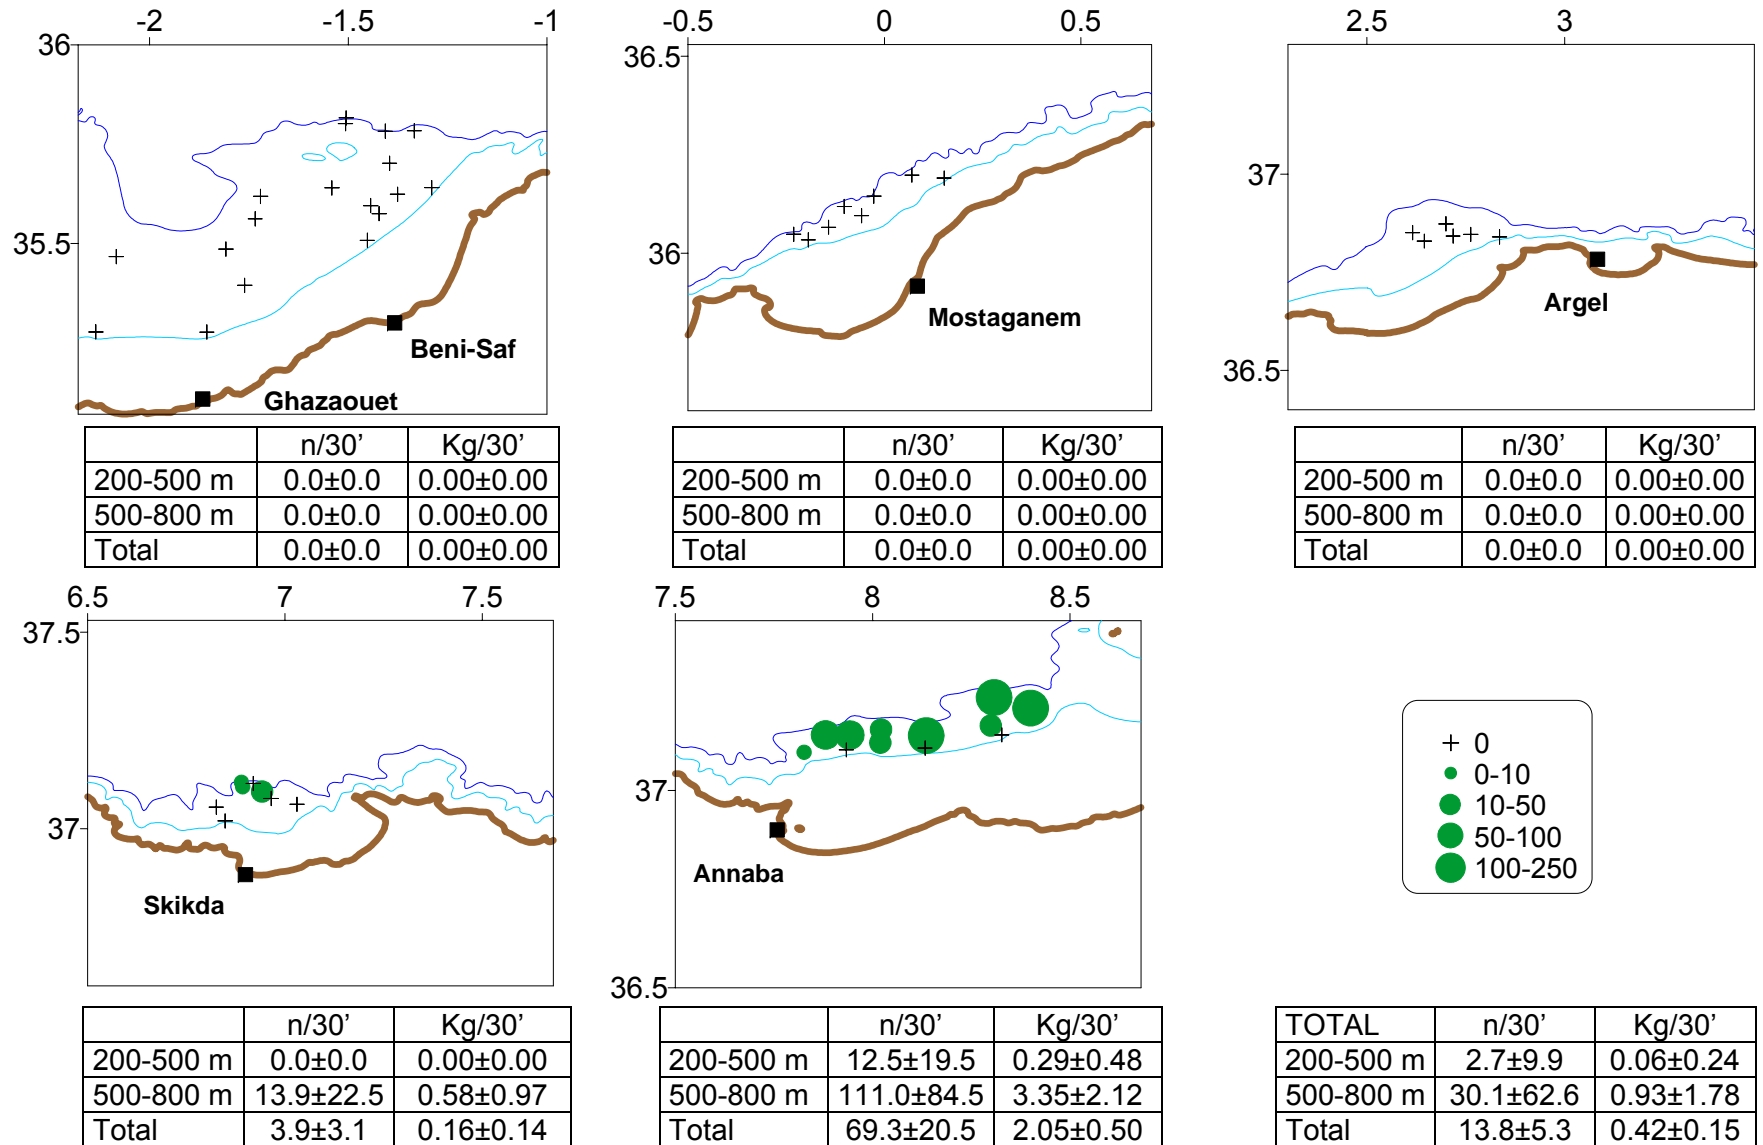 -2 -1.5 -1
36
35.5
Beni-Saf
Ghazaouet
n/30’ Kg/30’
200-500 m 0.0±0.0 0.00±0.00
500-800 m 0.0±0.0 0.00±0.00
Total 0.0±0.0 0.00±0.00
-0.5 0 0.5
36.5
36
Mostaganem
n/30’ Kg/30’
200-500 m 0.0±0.0 0.00±0.00
500-800 m 0.0±0.0 0.00±0.00
Total 0.0±0.0 0.00±0.00
2.5 3
37
36.5
Argel
n/30’ Kg/30’
200-500 m 0.0±0.0 0.00±0.00
500-800 m 0.0±0.0 0.00±0.00
Total 0.0±0.0 0.00±0.00
6.5 7 7.5
37.5
37
Skikda
n/30’ Kg/30’
200-500 m 0.0±0.0 0.00±0.00
500-800 m 13.9±22.5 0.58±0.97
Total 3.9±3.1 0.16±0.14
7.5 8 8.5
37
36.5
Annaba
n/30’ Kg/30’
200-500 m 12.5±19.5 0.29±0.48
500-800 m 111.0±84.5 3.35±2.12
Total 69.3±20.5 2.05±0.50
0
0-10
10-50
50-100
100-250
TOTAL n/30’ Kg/30’
200-500 m 2.7±9.9 0.06±0.24
500-800 m 30.1±62.6 0.93±1.78
Total 13.8±5.3 0.42±0.15